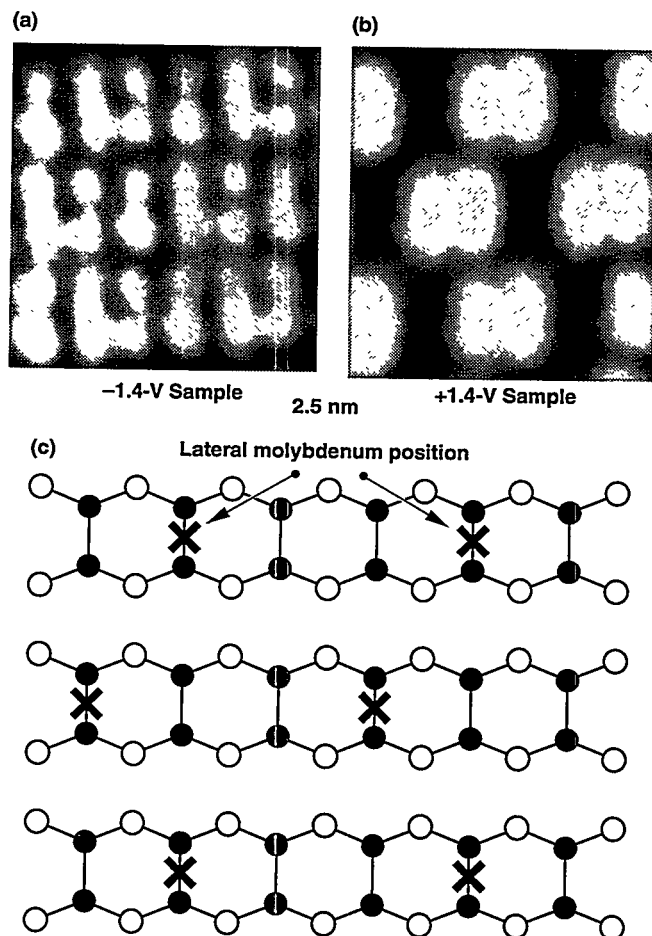 (a)
(b)
–1.4-V Sample
2.5 nm
+1.4-V Sample
(c)
Lateral molybdenum position